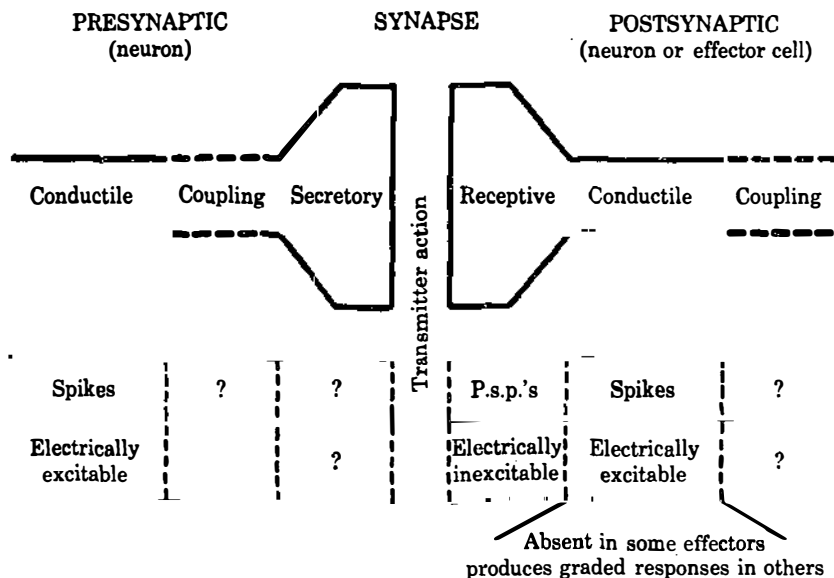 PRESYNAPTIC SYNAPSE POSTSYNAPTIC
(neuron) (neuron or effector cell)
Conductile Coupling Secretory Receptive Conductile Coupling
Transmitter action
Spikes ? ? P.s.p.'s Spikes ?
Electrically ? Electrically Electrically ?
excitable inexcitable excitable
Absent in some effectors
produces graded responses in others